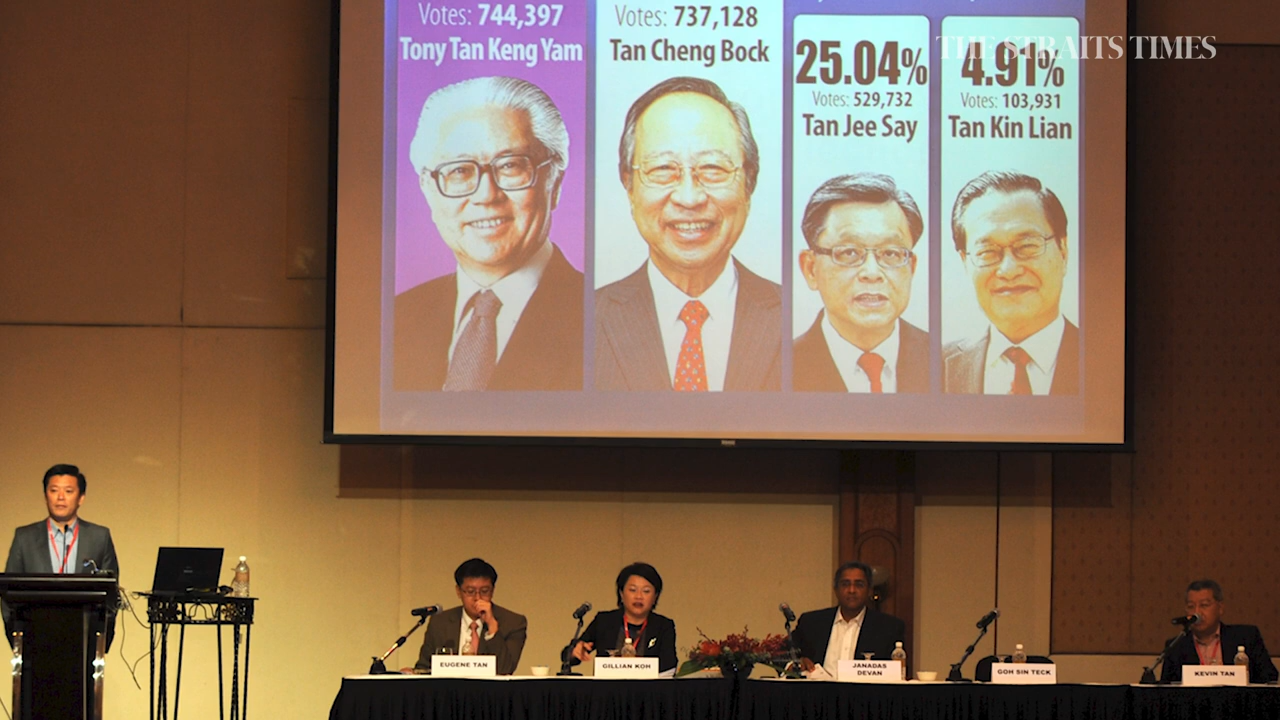 THE STRAITS TIMES
Votes: 744,397
Tony Tan Keng Yam
Votes: 737,128
Tan Cheng Bock
25.04%
Votes: 529,732
Tan Jee Say
4.91%
Votes: 103,931
Tan Kin Lian
EUGENE TAN
GILLIAN KOH
JANADAS
DEVAN
GOH SIN TECK
KEVIN TAN